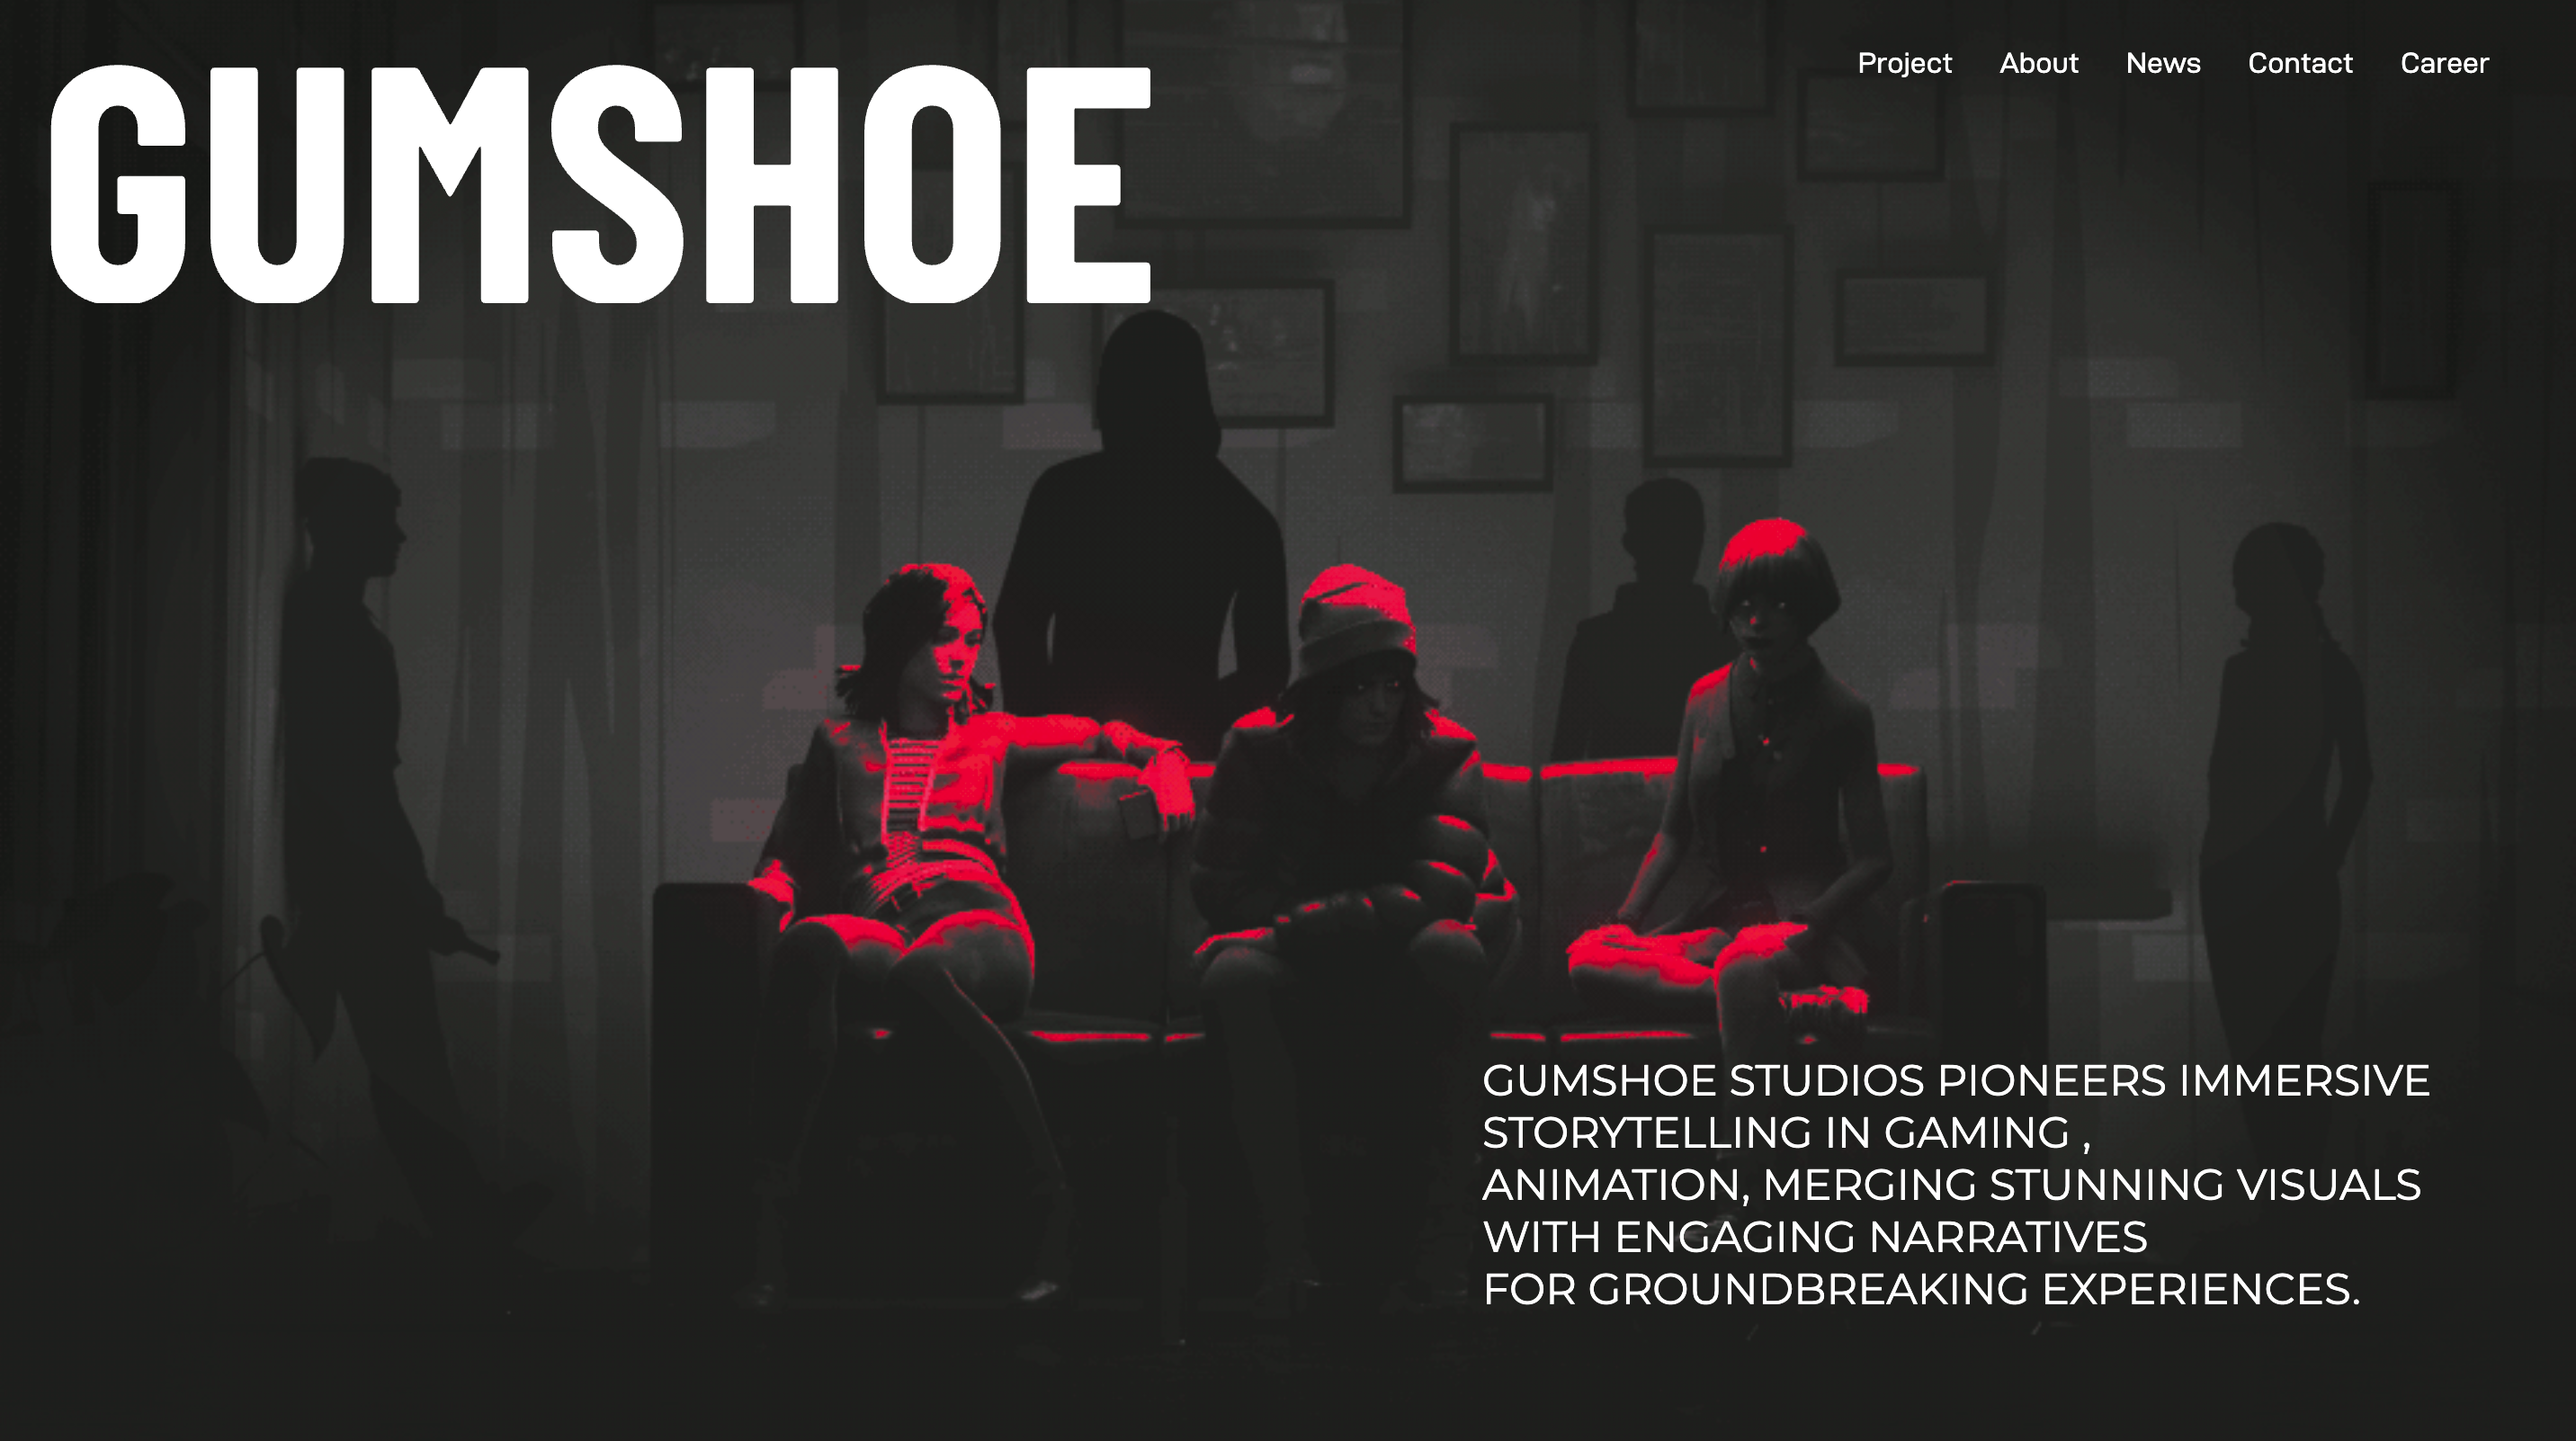 GUMSHOE
Project About News Contact Career
GUMSHOE STUDIOS PIONEERS IMMERSIVE
STORYTELLING IN GAMING ,
ANIMATION, MERGING STUNNING VISUALS
WITH ENGAGING NARRATIVES
FOR GROUNDBREAKING EXPERIENCES.